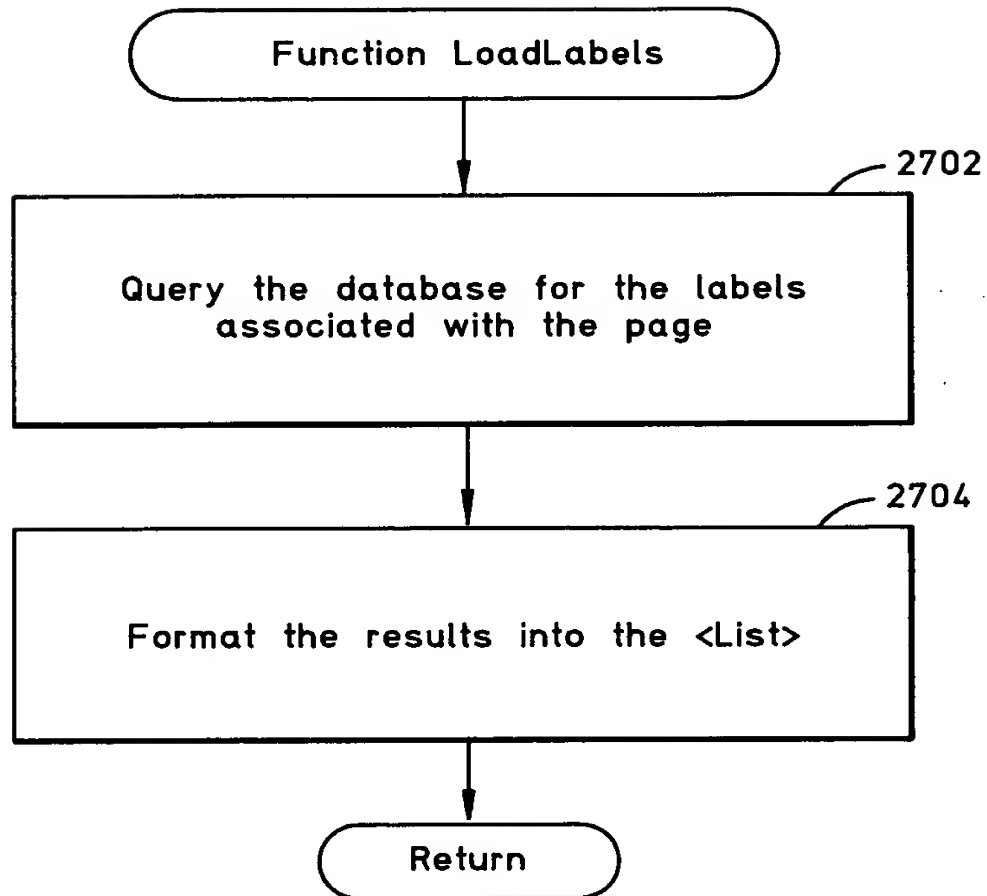 Function LoadLabels
2702
Query the database for the labels
associated with the page
2704
Format the results into the <List>
Return